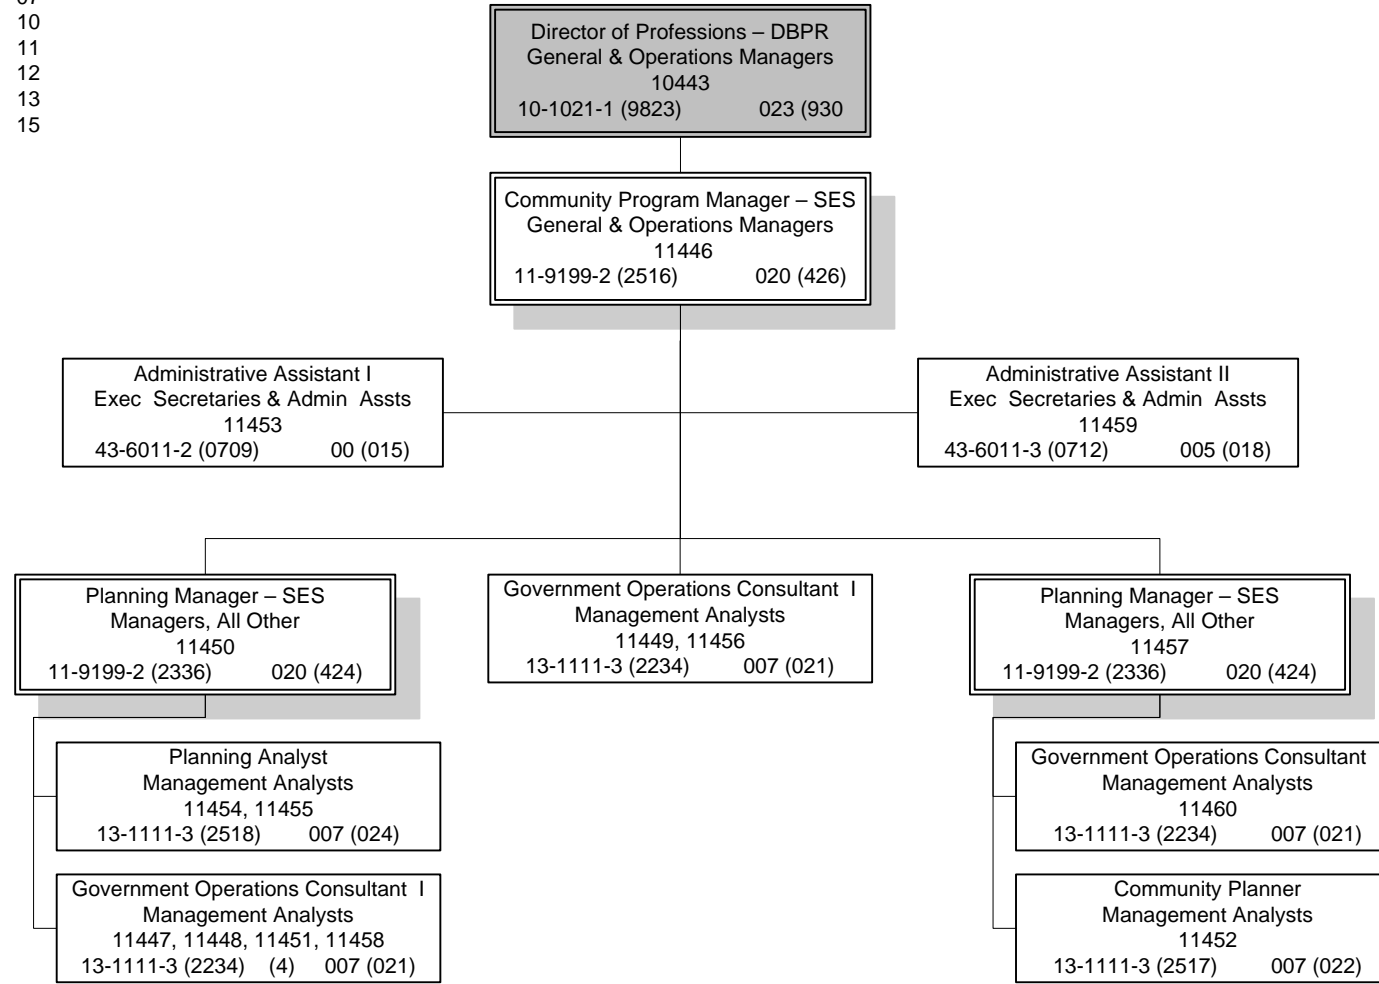 10
11
12
13
15
Director of Professions – DBPR
General & Operations Managers
10443
10-1021-1 (9823) 023 (930
Community Program Manager – SES
General & Operations Managers
11446
11-9199-2 (2516) 020 (426)
Administrative Assistant I
Exec Secretaries & Admin Assts
11453
43-6011-2 (0709) 00 (015)
Administrative Assistant II
Exec Secretaries & Admin Assts
11459
43-6011-3 (0712) 005 (018)
Planning Manager – SES
Managers, All Other
11450
11-9199-2 (2336) 020 (424)
Government Operations Consultant I
Management Analysts
11449, 11456
13-1111-3 (2234) 007 (021)
Planning Manager – SES
Managers, All Other
11457
11-9199-2 (2336) 020 (424)
Planning Analyst
Management Analysts
11454, 11455
13-1111-3 (2518) 007 (024)
Government Operations Consultant I
Management Analysts
11447, 11448, 11451, 11458
13-1111-3 (2234) (4) 007 (021)
Government Operations Consultant
Management Analysts
11460
13-1111-3 (2234) 007 (021)
Community Planner
Management Analysts
11452
13-1111-3 (2517) 007 (022)